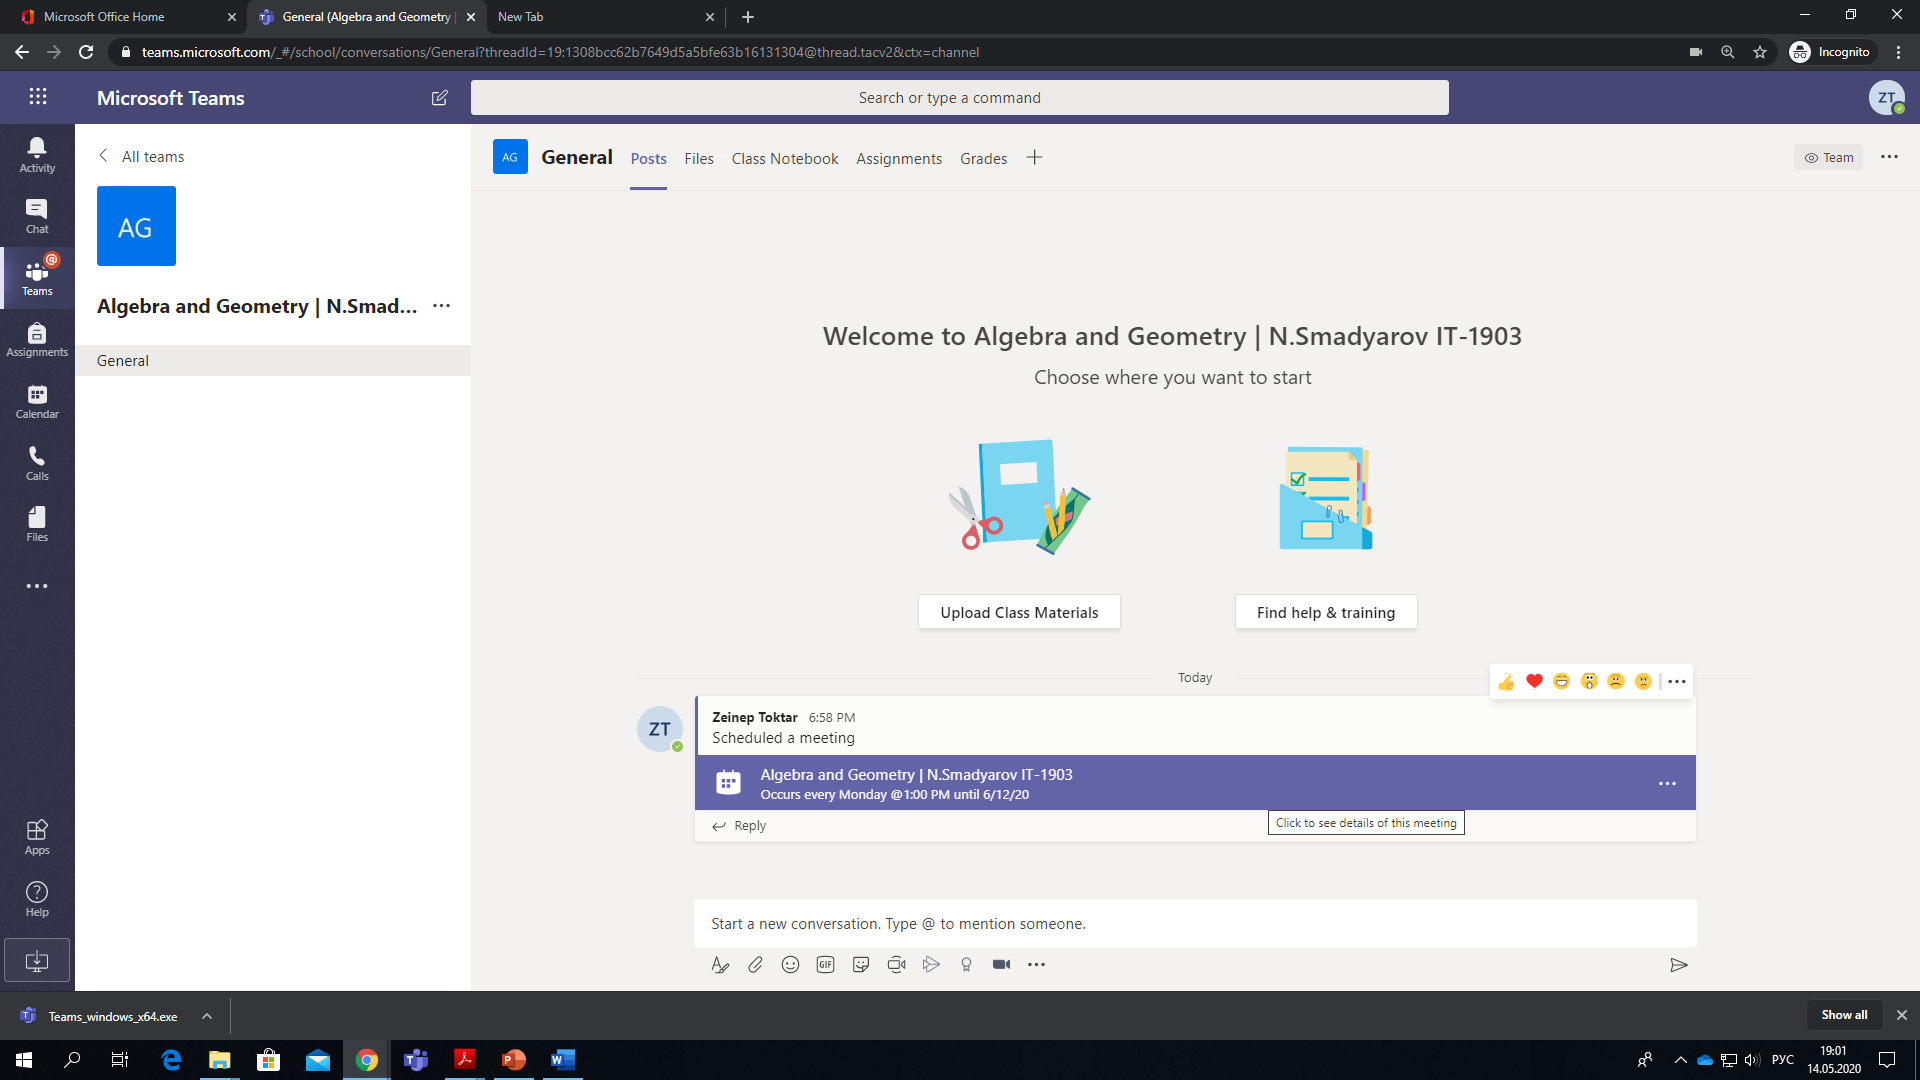 Microsoft Office Home
General (Algebra and Geometry |
New Tab
teams.microsoft.com/_#/school/conversations/General?threadId=19:1308bcc62b7649d5a5bfe63b16131304@thread.tacv2&ctx=channel
Incognito
Microsoft Teams
Search or type a command
ZT
Activity
Chat
Teams
Assignments
Calendar
Calls
Files
Apps
Help
All teams
AG
Algebra and Geometry | N.Smad...
General
AG
General
Posts
Files
Class Notebook
Assignments
Grades
Team
Welcome to Algebra and Geometry | N.Smadyarov IT-1903
Choose where you want to start
Upload Class Materials
Find help & training
Today
ZT
Zeinep Toktar 6:58 PM
Scheduled a meeting
Algebra and Geometry | N.Smadyarov IT-1903
Occurs every Monday @1:00 PM until 6/12/20
Reply
Click to see details of this meeting
Start a new conversation. Type @ to mention someone.
GIF
Teams_windows_x64.exe
Show all
РУС
19:01
14.05.2020